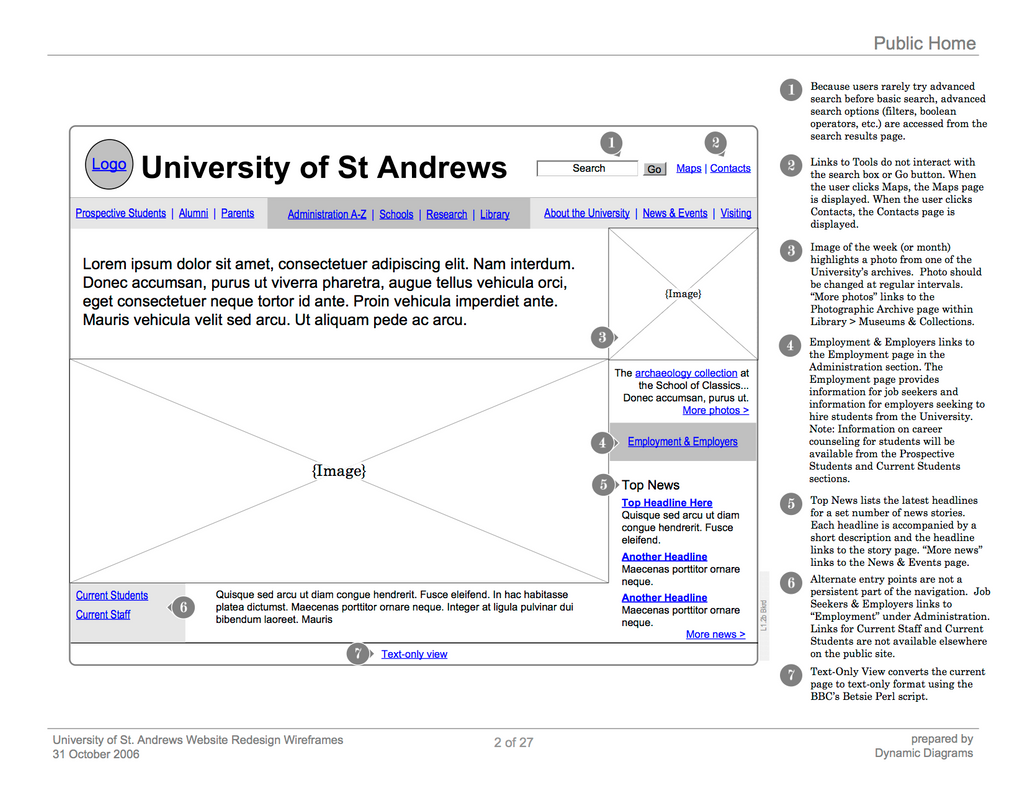 Public Home
Logo
University of St Andrews
1
Search
Go
2
Maps | Contacts
Prospective Students | Alumni | Parents
Administration A-Z | Schools | Research | Library
About the University | News & Events | Visiting
Lorem ipsum dolor sit amet, consectetuer adipiscing elit. Nam interdum.
Donec accumsan, purus ut viverra pharetra, augue tellus vehicula orci,
eget consectetuer neque tortor id ante. Proin vehicula imperdiet ante.
Mauris vehicula velit sed arcu. Ut aliquam pede ac arcu.
{Image}
3
The archaeology collection at
the School of Classics...
Donec accumsan, purus ut.
More photos >
4
Employment & Employers
{Image}
5
Top News
Top Headline Here
Quisque sed arcu ut diam
congue hendrerit. Fusce
eleifend.
Another Headline
Maecenas porttitor ornare
neque.
Another Headline
Maecenas porttitor ornare
neque.
More news >
Current Students
Current Staff
6
Quisque sed arcu ut diam congue hendrerit. Fusce eleifend. In hac habitasse
platea dictumst. Maecenas porttitor ornare neque. Integer at ligula pulvinar dui
bibendum laoreet. Mauris
7
Text-only view
L1.2b Bked
1
Because users rarely try advanced
search before basic search, advanced
search options (filters, boolean
operators, etc.) are accessed from the
search results page.
2
Links to Tools do not interact with
the search box or Go button. When
the user clicks Maps, the Maps page
is displayed. When the user clicks
Contacts, the Contacts page is
displayed.
3
Image of the week (or month)
highlights a photo from one of the
University's archives. Photo should
be changed at regular intervals.
"More photos" links to the
Photographic Archive page within
Library > Museums & Collections.
4
Employment & Employers links to
the Employment page in the
Administration section. The
Employment page provides
information for job seekers and
information for employers seeking to
hire students from the University.
Note: Information on career
counseling for students will be
available from the Prospective
Students and Current Students
sections.
5
Top News lists the latest headlines
for a set number of news stories.
Each headline is accompanied by a
short description and the headline
links to the story page. "More news"
links to the News & Events page.
6
Alternate entry points are not a
persistent part of the navigation. Job
Seekers & Employers links to
"Employment" under Administration.
Links for Current Staff and Current
Students are not available elsewhere
on the public site.
7
Text-Only View converts the current
page to text-only format using the
BBC's Betsie Perl script.
University of St. Andrews Website Redesign Wireframes
31 October 2006
2 of 27
prepared by
Dynamic Diagrams